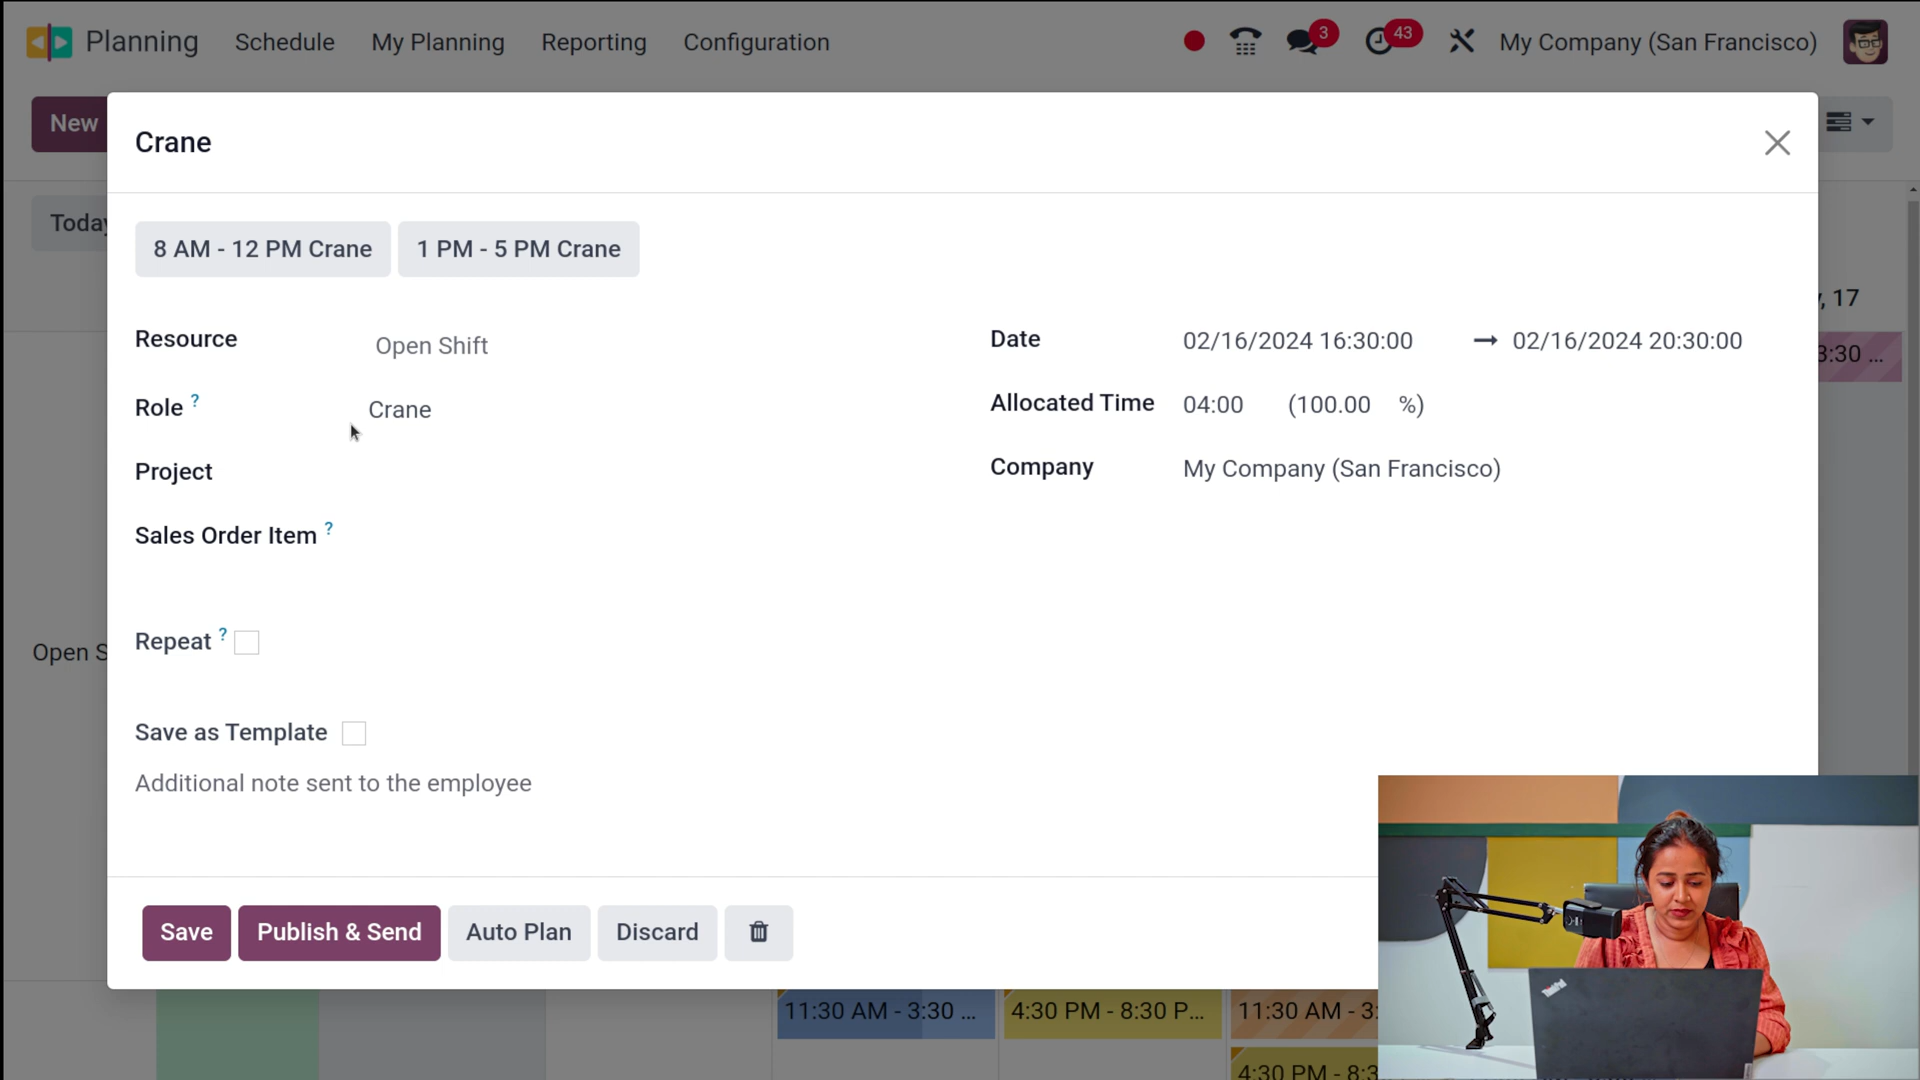 Planning Schedule My Planning Reporting Configuration 3 43 My Company (San Francisco)
New
Crane
Today
8 AM - 12 PM Crane 1 PM - 5 PM Crane
17
Resource Open Shift Date 02/16/2024 16:30:00 → 02/16/2024 20:30:00
3:30 ...
Role ? Crane Allocated Time 04:00 (100.00 %)
Project Company My Company (San Francisco)
Sales Order Item ?
Repeat ?
Open S
Save as Template
Additional note sent to the employee
Save Publish & Send Auto Plan Discard
11:30 AM - 3:30 ... 4:30 PM - 8:30 P... 11:30 AM - 3:
4:30 PM - 8:3
ThinkPad